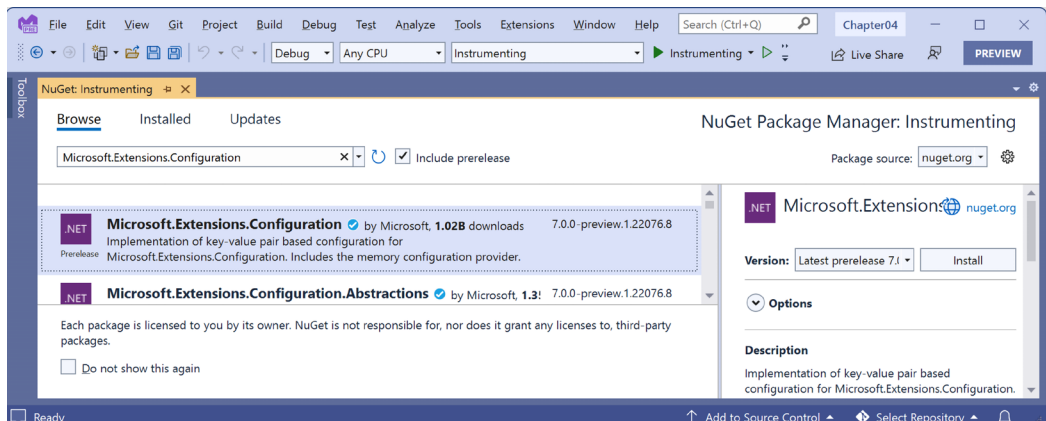 File Edit View Git Project Build Debug Test Analyze Tools Extensions Window Help Search (Ctrl+Q) Chapter04
Debug Any CPU Instrumenting Instrumenting Live Share PREVIEW
Toolbox
NuGet: Instrumenting
Browse Installed Updates
NuGet Package Manager: Instrumenting
Microsoft.Extensions.Configuration Include prerelease
Package source: nuget.org
.NET
Prerelease
Microsoft.Extensions.Configuration by Microsoft, 1.02B downloads 7.0.0-preview.1.22076.8
Implementation of key-value pair based configuration for
Microsoft.Extensions.Configuration. Includes the memory configuration provider.
.NET
Microsoft.Extensions.Configuration.Abstractions by Microsoft, 1.3! 7.0.0-preview.1.22076.8
Each package is licensed to you by its owner. NuGet is not responsible for, nor does it grant any licenses to, third-party
packages.
Do not show this again
.NET Microsoft.Extensions nuget.org
Version: Latest prerelease 7.( Install
Options
Description
Implementation of key-value pair based
configuration for Microsoft.Extensions.Configuration.
Ready Add to Source Control Select Repository